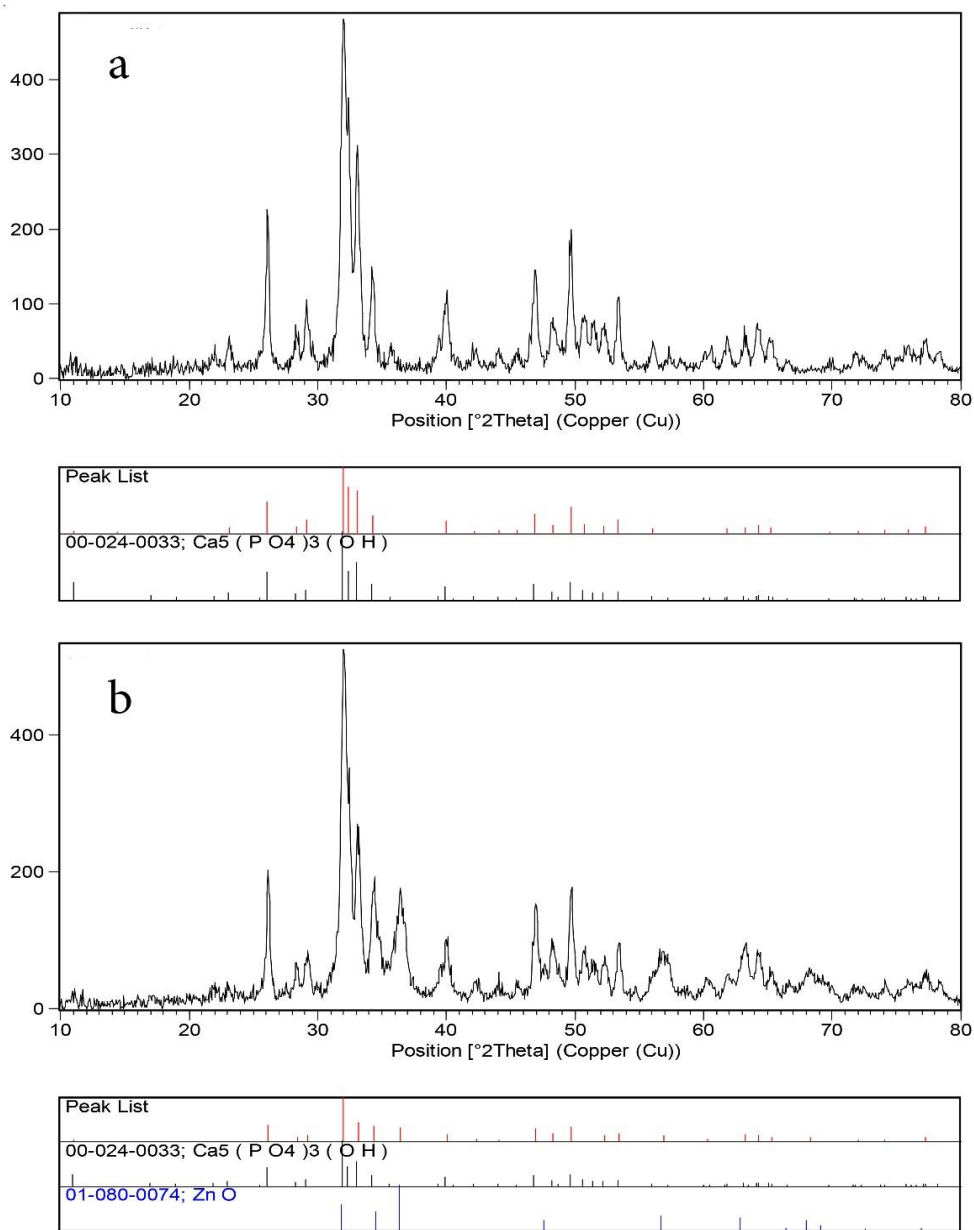 a
400
300
200
100
0
10 20 30 40 50 60 70 80
Position [°2Theta] (Copper (Cu))
Peak List
00-024-0033; Ca5 ( P O4 )3 ( O H )
b
400
200
0
10 20 30 40 50 60 70 80
Position [°2Theta] (Copper (Cu))
Peak List
00-024-0033; Ca5 ( P O4 )3 ( O H )
01-080-0074; Zn O